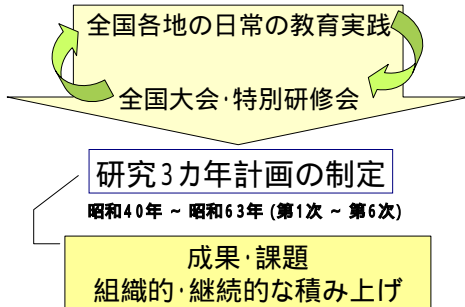 全国各地の日常の教育実践
全国大会･特別研修会
研究3カ年計画の制定
昭和40年 ~ 昭和63年 (第1次 ~ 第6次)
成果･課題
組織的･継続的な積み上げ